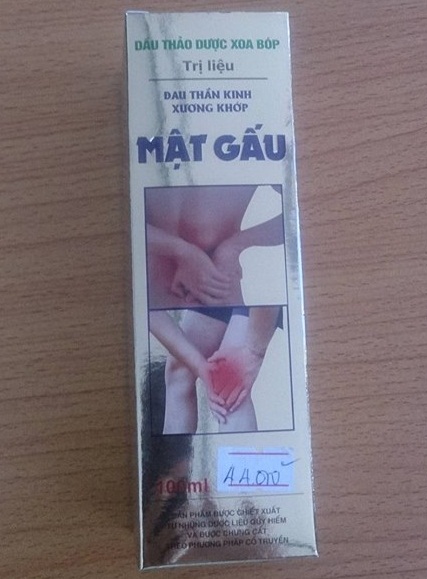 DẦU THẢO DƯỢC XOA BÓP
Trị liệu
ĐAU THẦN KINH
XƯƠNG KHỚP
MẬT GẤU
100ml
44.000
SẢN PHẨM ĐƯỢC CHIẾT XUẤT
TỪ NHỮNG DƯỢC LIỆU QUÝ HIẾM
VÀ ĐƯỢC CHƯNG CẤT
THEO PHƯƠNG PHÁP CỔ TRUYỀN